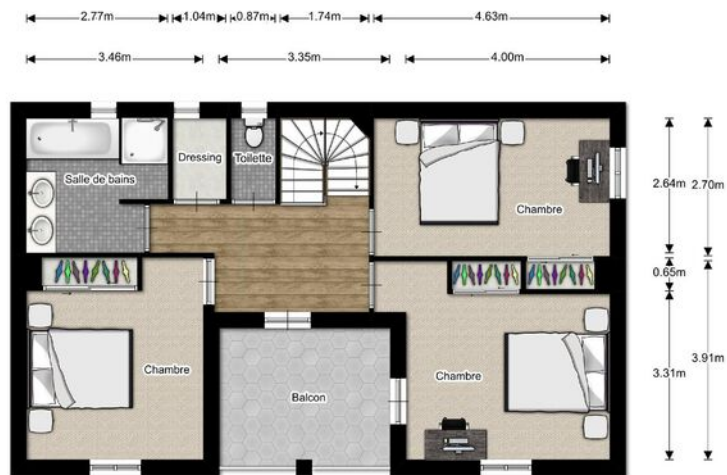 2.77m 1.04m 0.87m 1.74m 4.63m
3.46m 3.35m 4.00m
Dressing Toilette
Salle de bains
2.64m 2.70m
Chambre
0.65m
Chambre
Chambre
3.31m 3.91m
Balcon